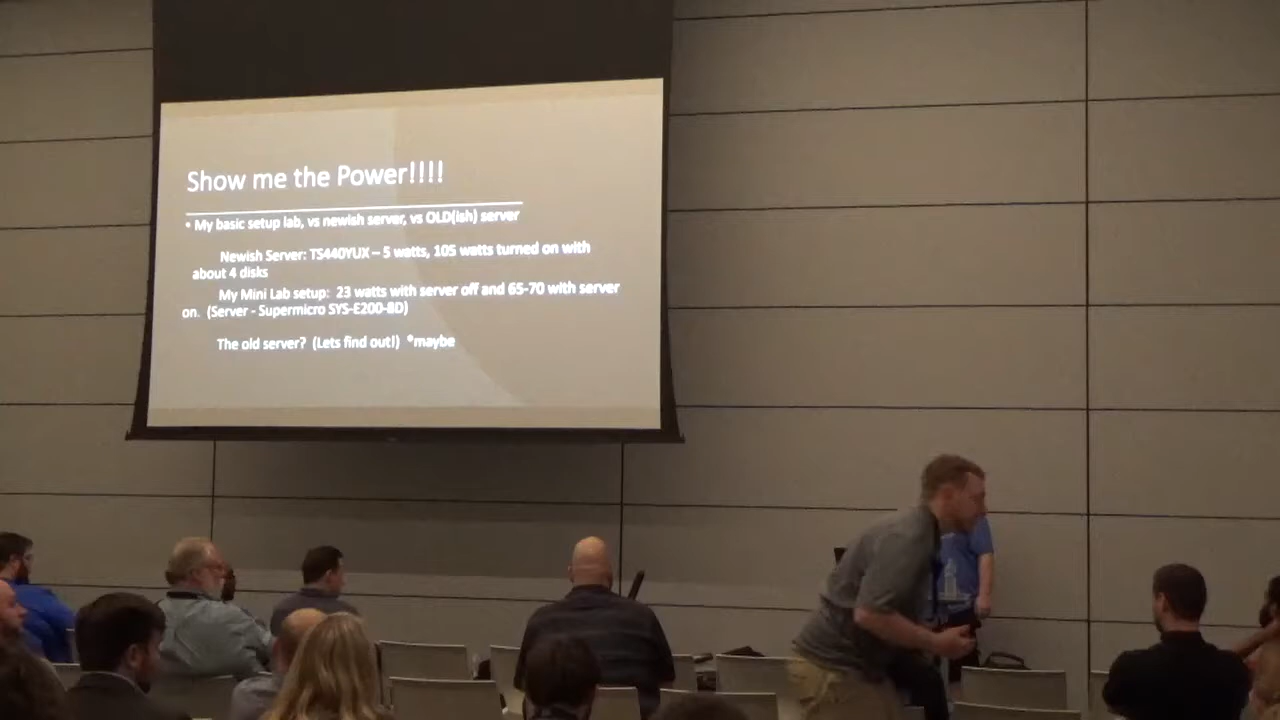 Show me the Power!!!!
• My basic setup lab, vs newish server, vs OLD(ish) server
Newish Server: TS440YUX – 5 watts, 105 watts turned on with
about 4 disks
My Mini Lab setup: 23 watts with server off and 65-70 with server
on. (Server - Supermicro SYS-E200-8D)
The old server? (Lets find out!) *maybe